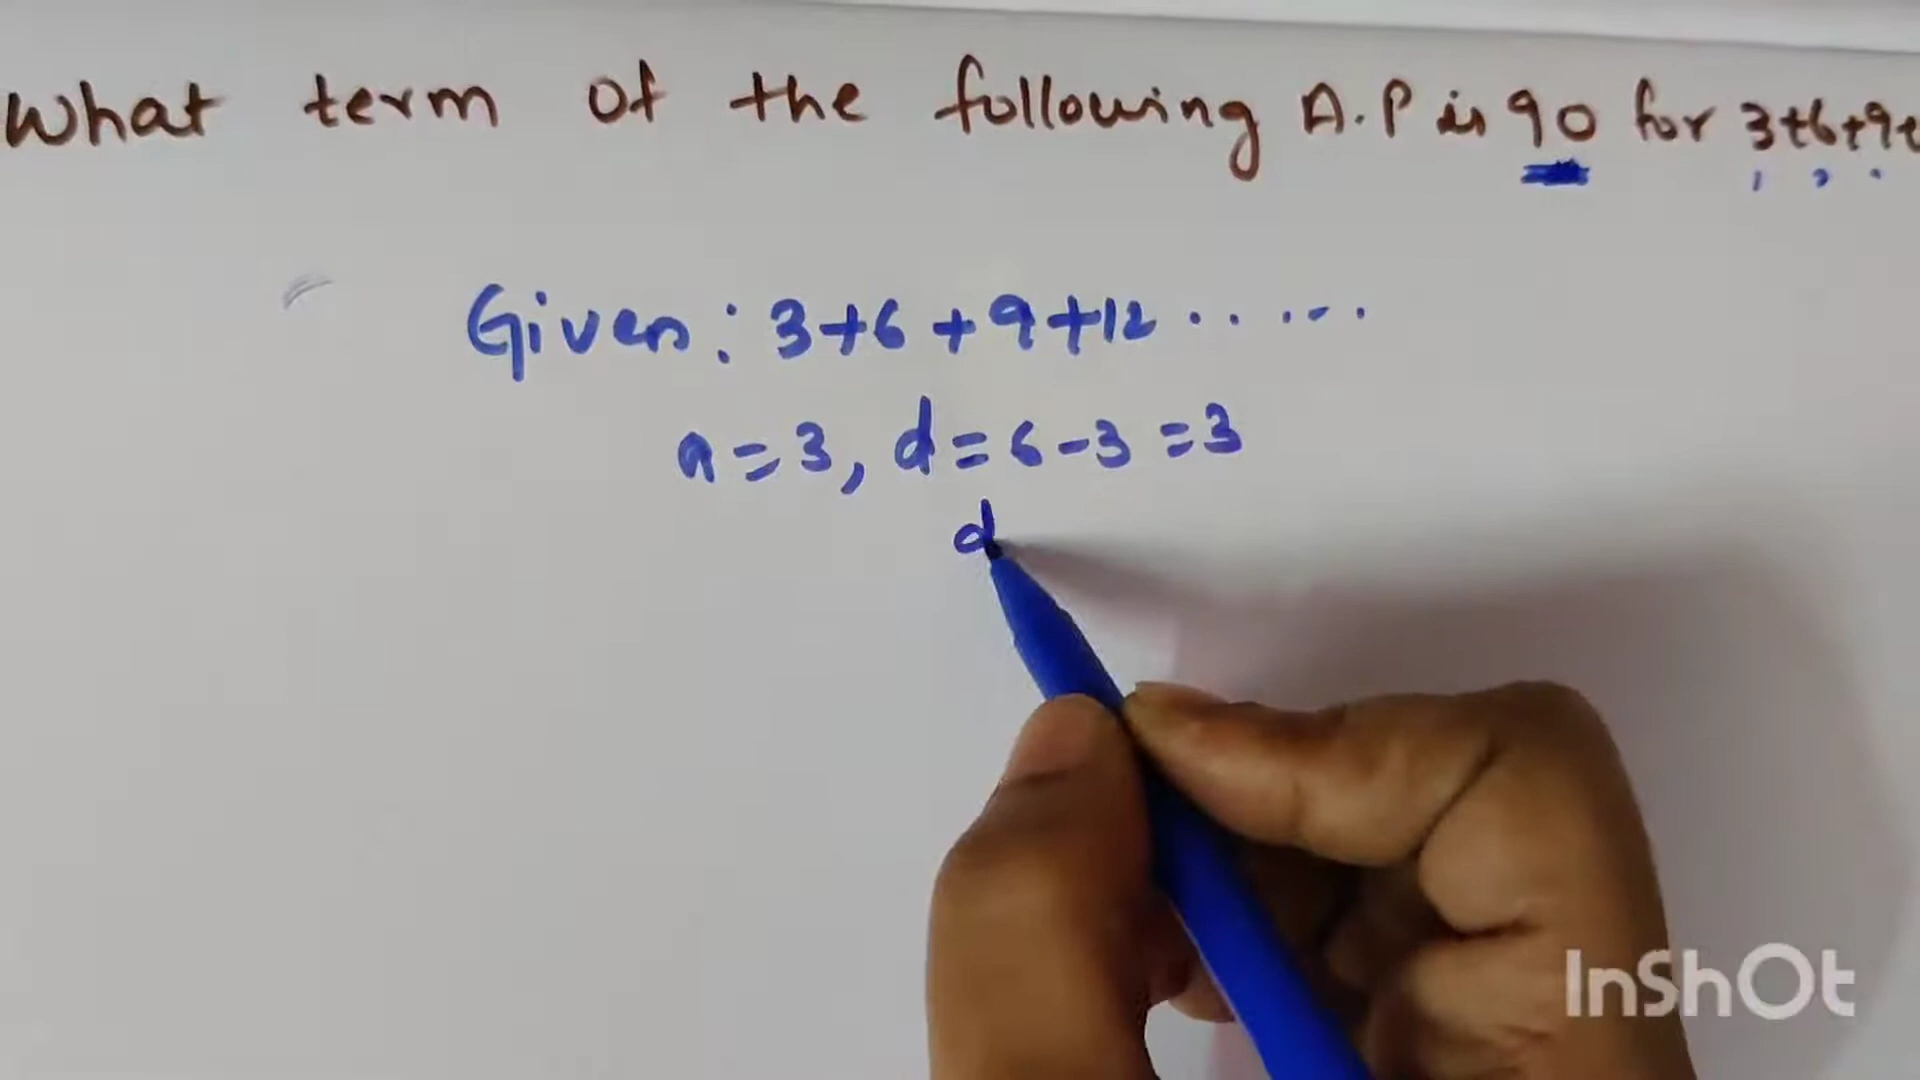 What term of the following A.P is 90 for 3+6+9+
Given : 3+6+9+12 . . . . . .
a=3, d=6-3=3
d
InShOt